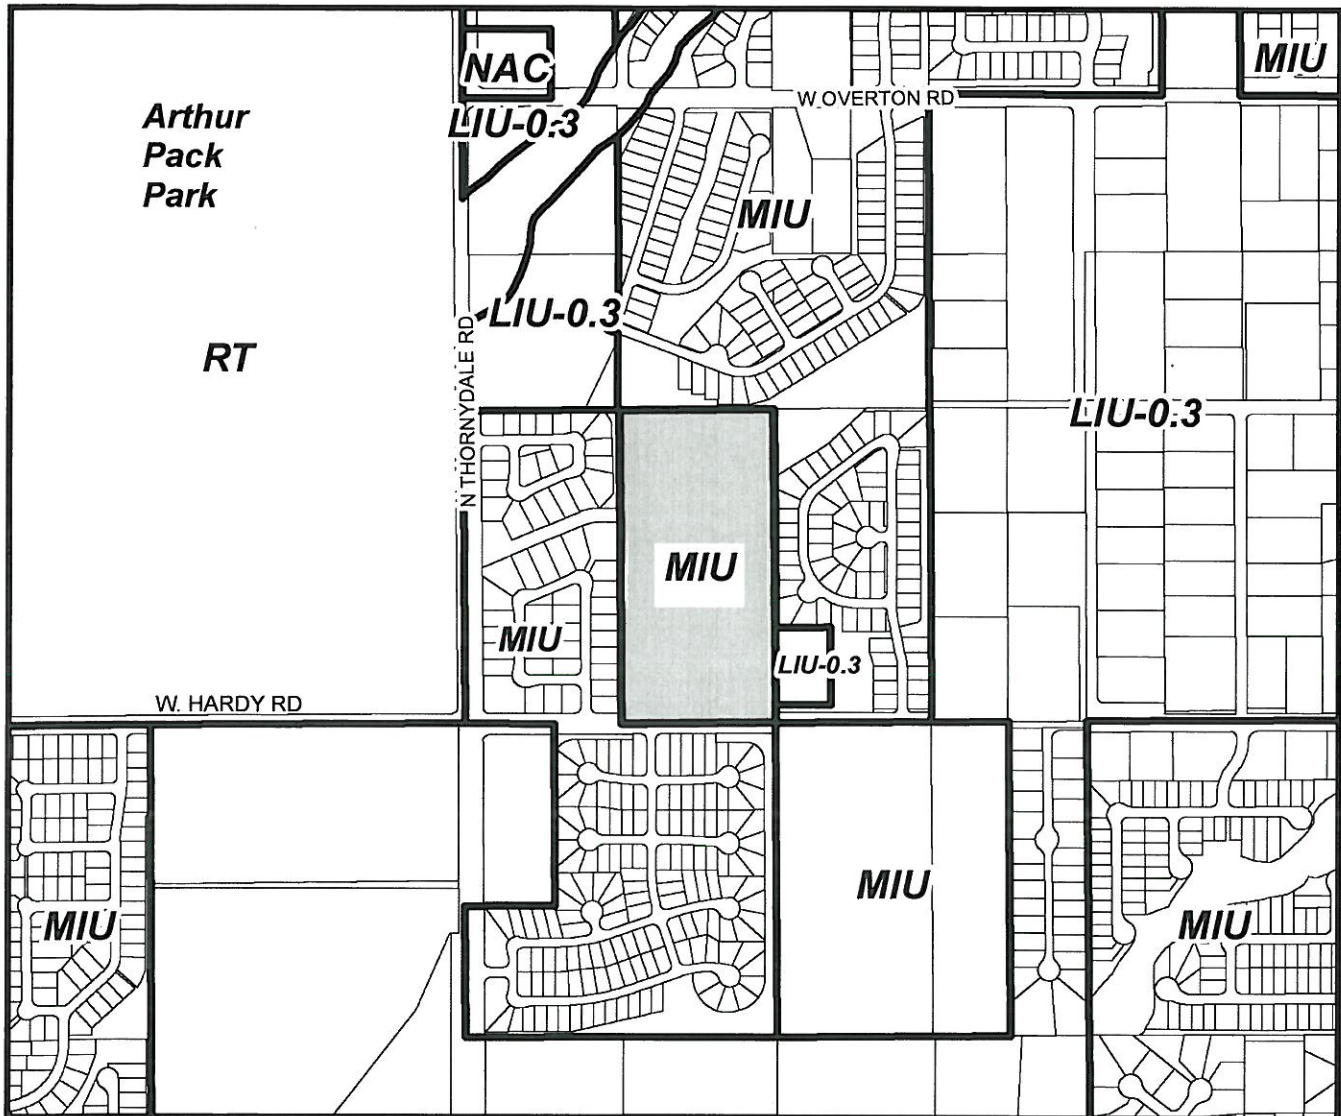 NAC
MIU
W OVERTON RD
Arthur
Pack
Park
LIU-0.3
MIU
LIU-0.3
RT
N THORNYDALE RD
LIU-0.3
MIU
MIU
LIU-0.3
W. HARDY RD
MIU
MIU
MIU